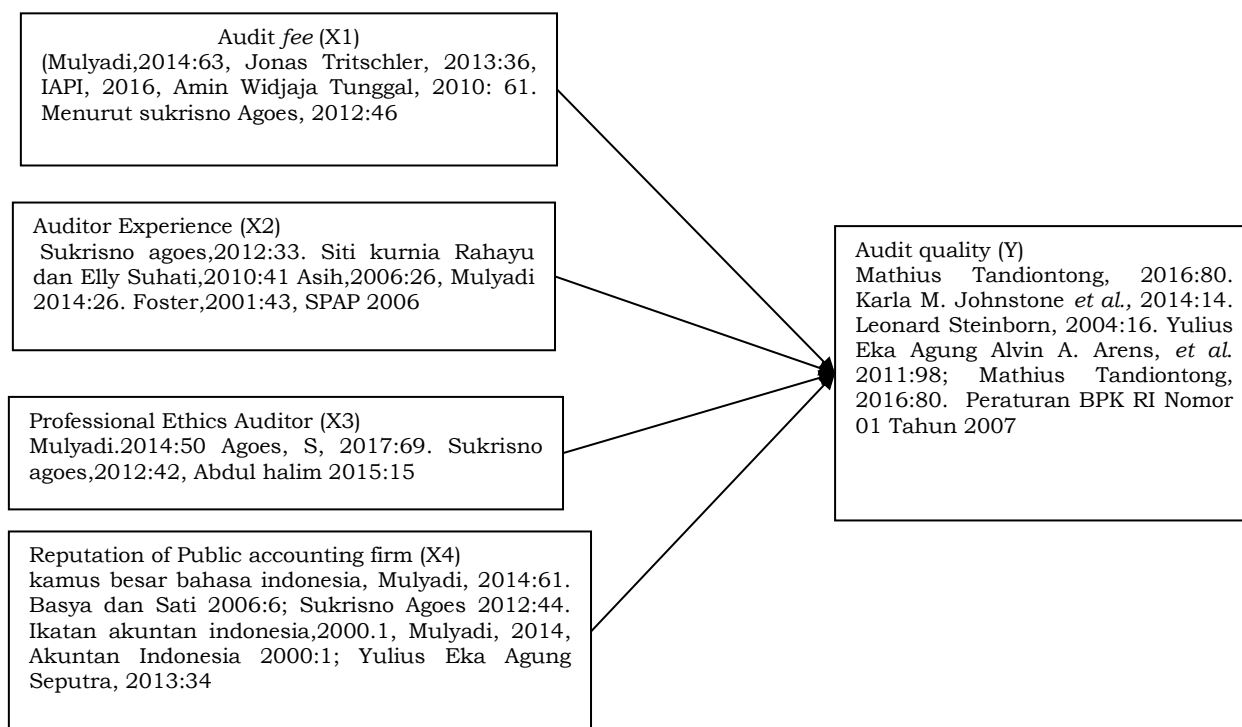 Audit fee (X1)
(Mulyadi,2014:63, Jonas Tritschler, 2013:36,
IAPI, 2016, Amin Widjaja Tunggal, 2010: 61.
Menurut sukrisno Agoes, 2012:46
Auditor Experience (X2)
Sukrisno agoes,2012:33. Siti kurnia Rahayu
dan Elly Suhati,2010:41 Asih,2006:26, Mulyadi
2014:26. Foster,2001:43, SPAP 2006
Professional Ethics Auditor (X3)
Mulyadi.2014:50 Agoes, S, 2017:69. Sukrisno
agoes,2012:42, Abdul halim 2015:15
Reputation of Public accounting firm (X4)
kamus besar bahasa indonesia, Mulyadi, 2014:61.
Basya dan Sati 2006:6; Sukrisno Agoes 2012:44.
Ikatan akuntan indonesia,2000.1, Mulyadi, 2014,
Akuntan Indonesia 2000:1; Yulius Eka Agung
Seputra, 2013:34
Audit quality (Y)
Mathius Tandiontong, 2016:80.
Karla M. Johnstone et al., 2014:14.
Leonard Steinborn, 2004:16. Yulius
Eka Agung Alvin A. Arens, et al.
2011:98; Mathius Tandiontong,
2016:80. Peraturan BPK RI Nomor
01 Tahun 2007